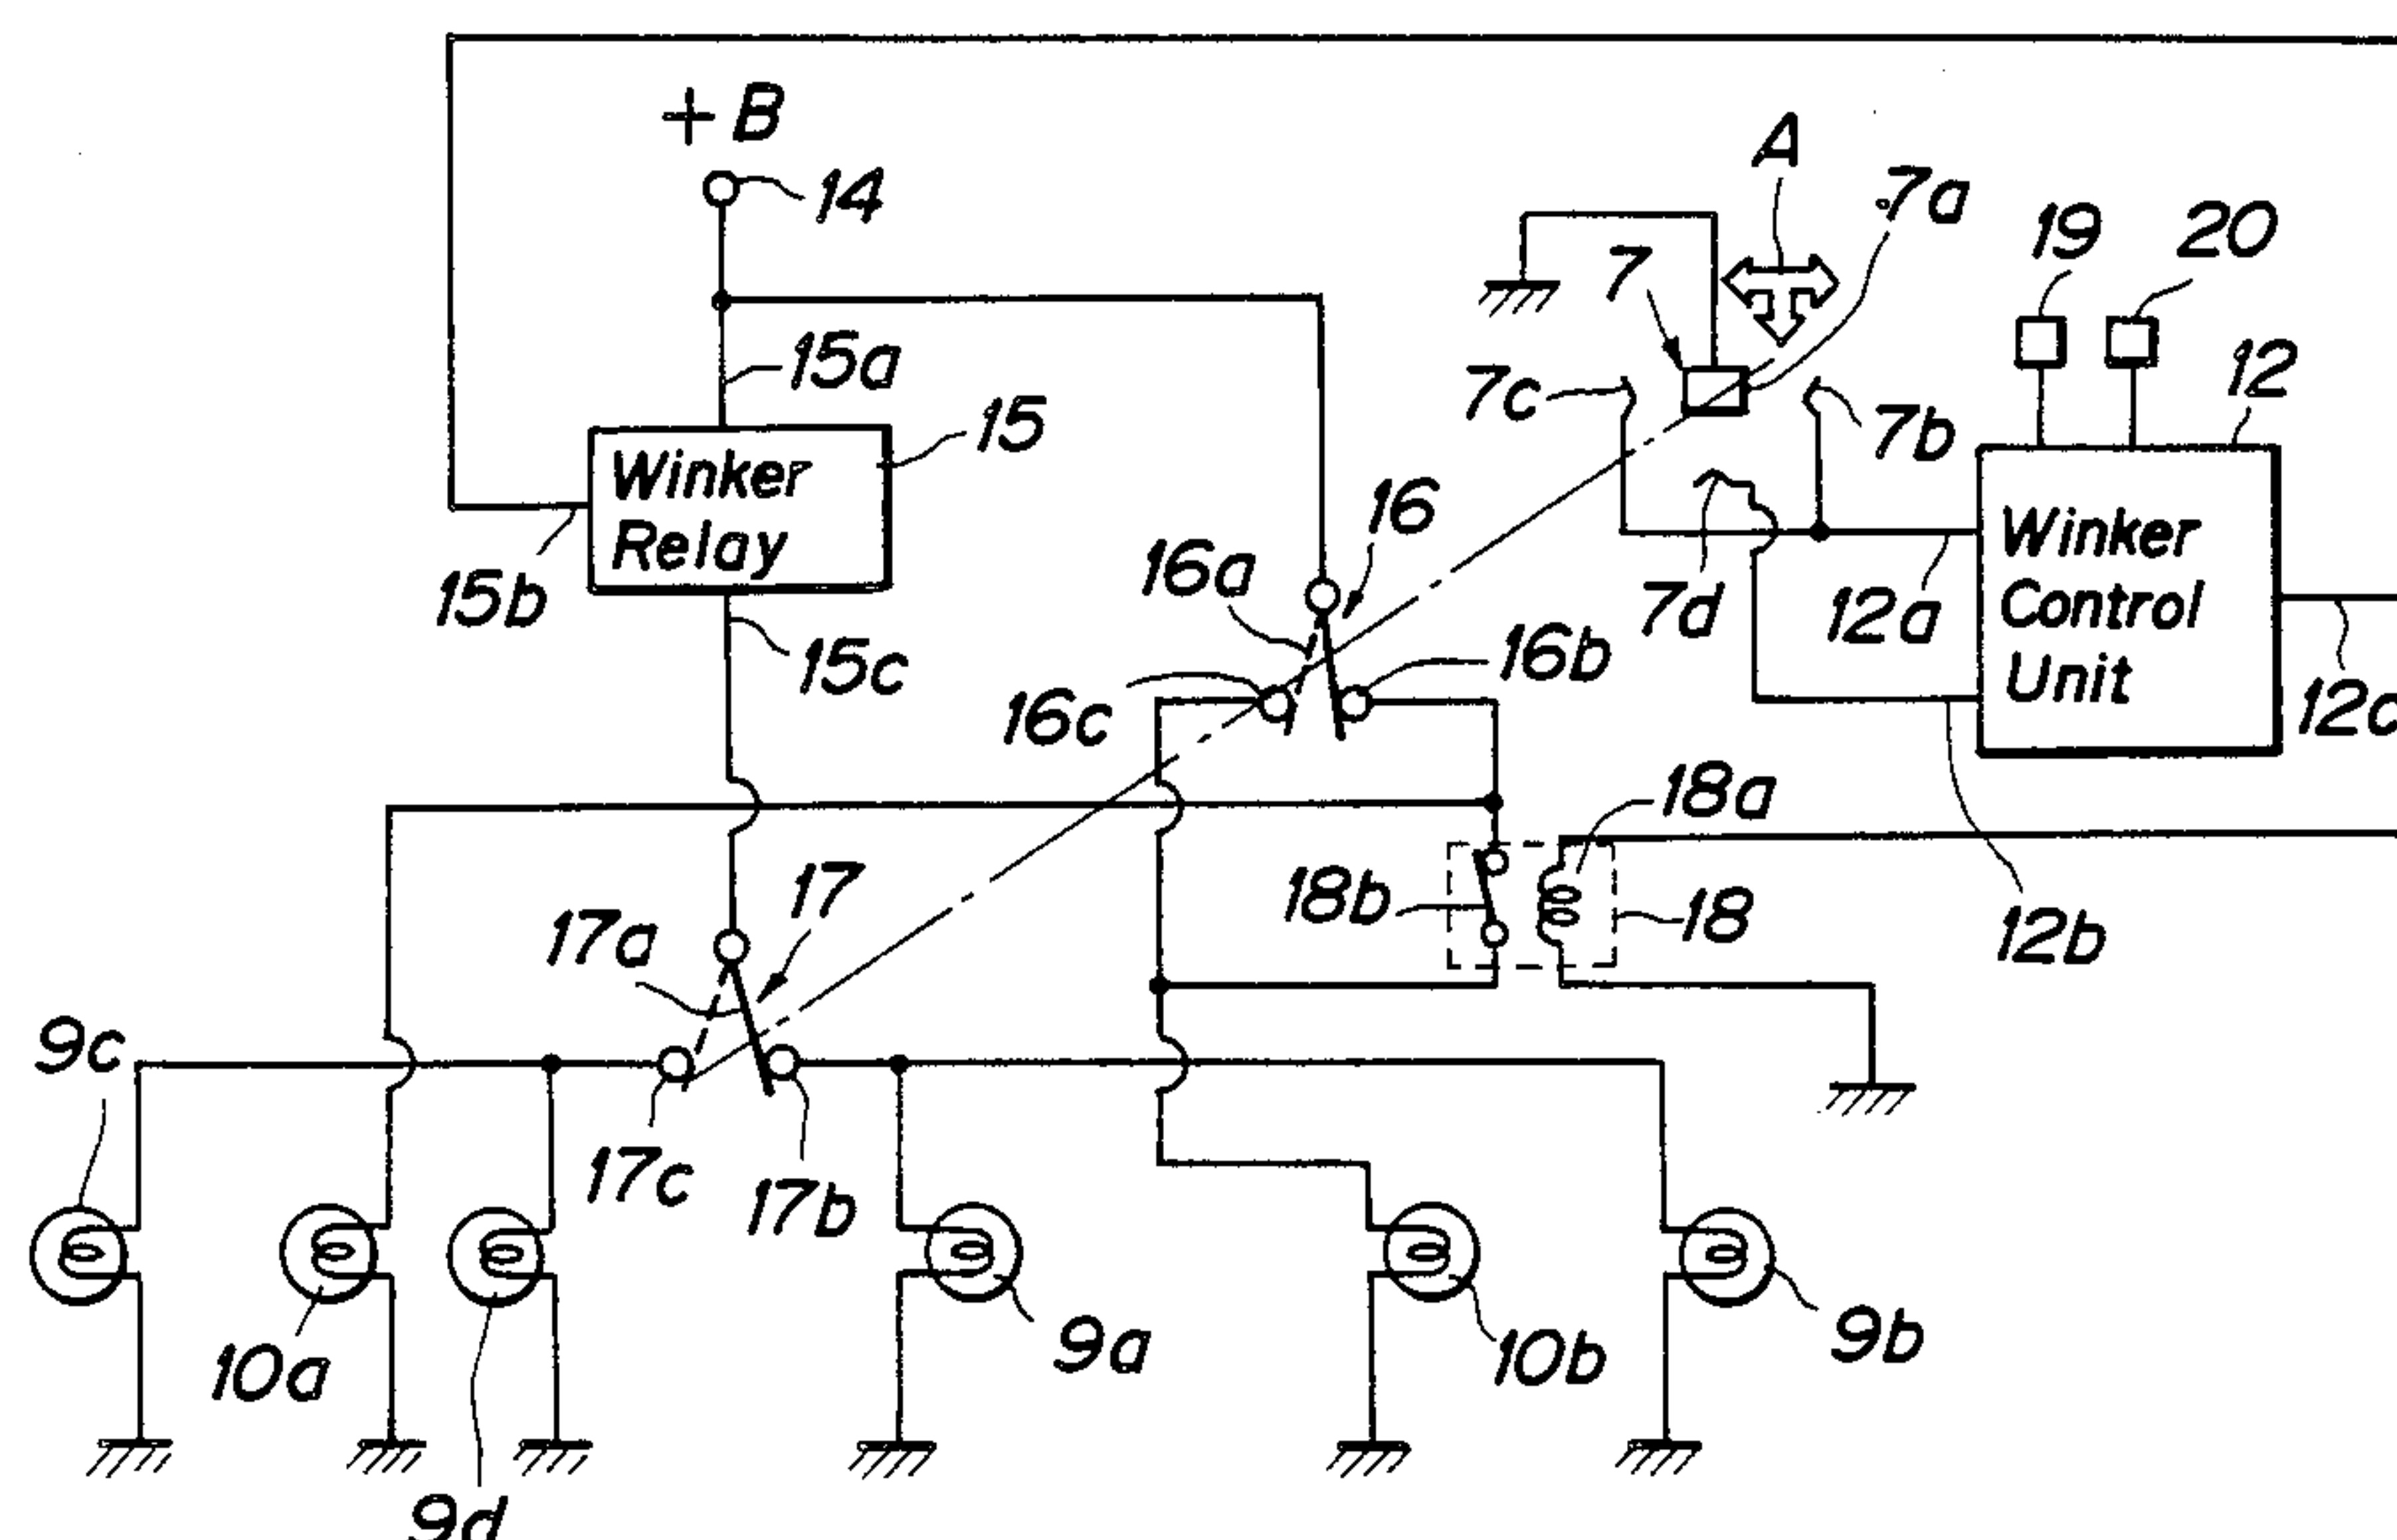 +B
14
A
7a
19
20
7
15a
7c
12
15
7b
Winker
Relay
16
Winker
Control
Unit
16a
15b
7d
12a
16b
15c
16c
12c
18a
17
18b
18
17a
12b
9c
17c
17b
9a
9b
10a
10b
9d